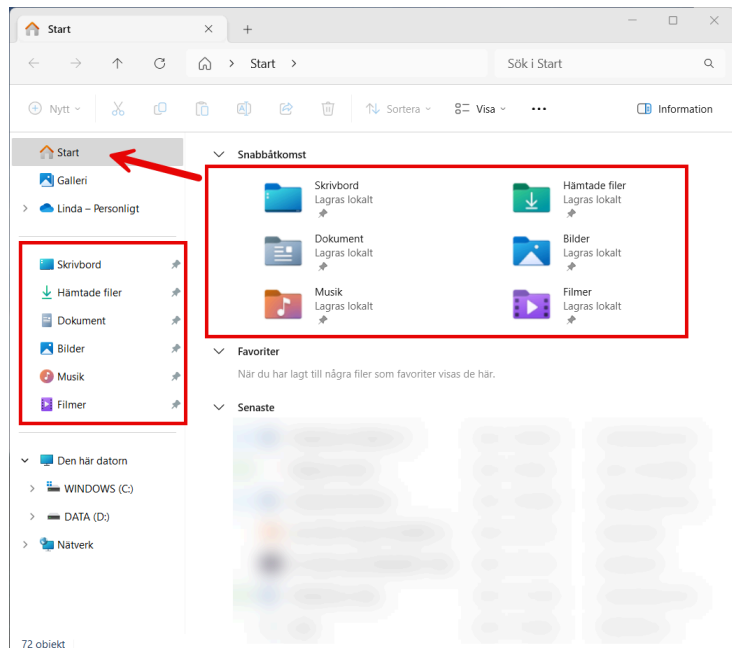 Start
Start
Sök i Start
Nytt
Sortera
Visa
Information
Start
Galleri
Linda – Personligt
Skrivbord
Hämtade filer
Dokument
Bilder
Musik
Filmer
Den här datorn
WINDOWS (C:)
DATA (D:)
Nätverk
Snabbåtkomst
Skrivbord
Lagras lokalt
Hämtade filer
Lagras lokalt
Dokument
Lagras lokalt
Bilder
Lagras lokalt
Musik
Lagras lokalt
Filmer
Lagras lokalt
Favoriter
När du har lagt till några filer som favoriter visas de här.
Senaste
72 objekt